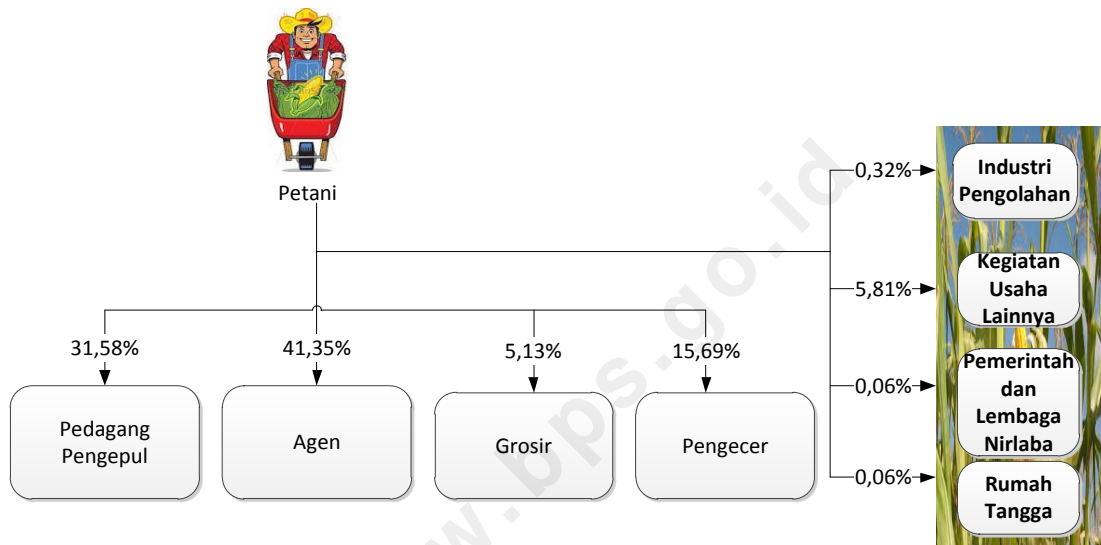 Petani
31,58%
41,35%
5,13%
15,69%
Pedagang
Pengepul
Agen
Grosir
Pengecer
0,32%
Industri
Pengolahan
5,81%
Kegiatan
Usaha
Lainnya
0,06%
Pemerintah
dan
Lembaga
Nirlaba
0,06%
Rumah
Tangga
w.bps.go.id